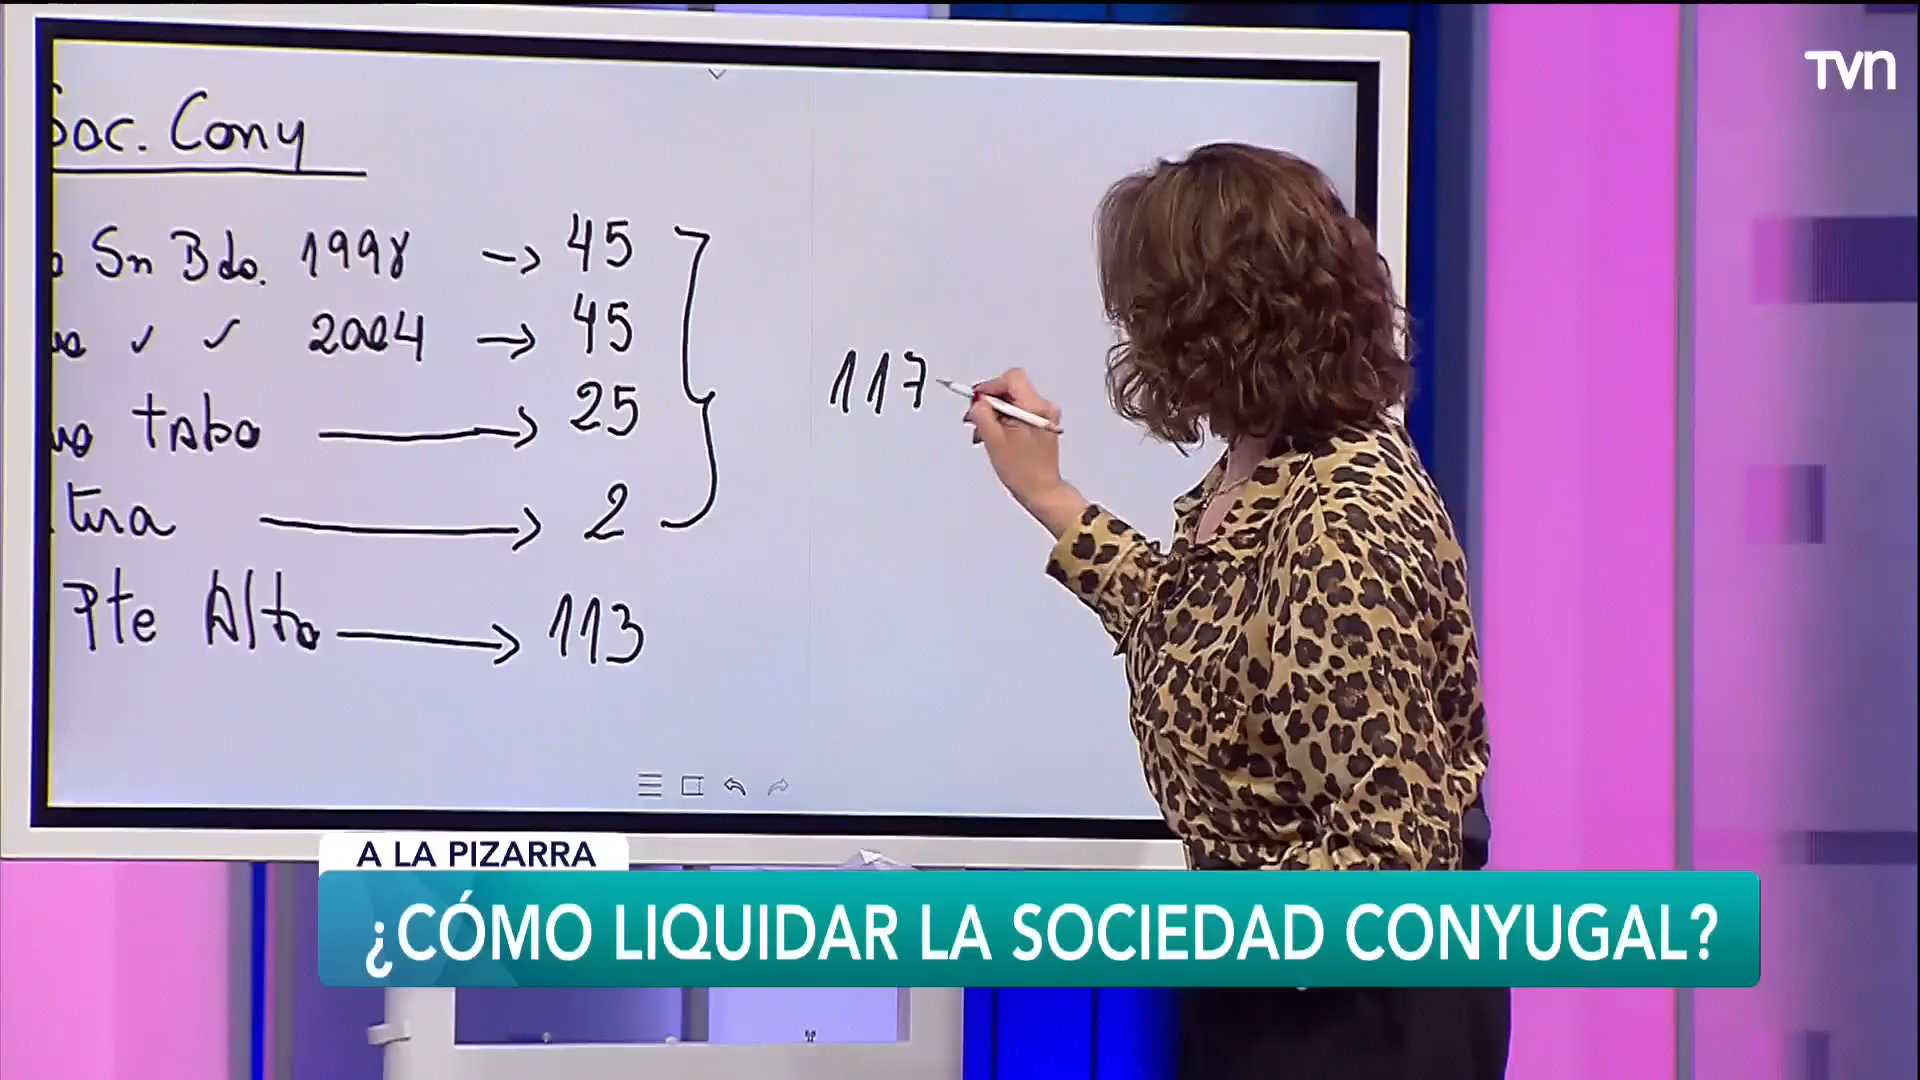 TVN
Soc. Cony
Sn Bdo. 1998 → 45
✓ ✓ 2004 → 45
Tabo → 25
2
Pte Alto → 113
117
A LA PIZARRA
¿CÓMO LIQUIDAR LA SOCIEDAD CONYUGAL?